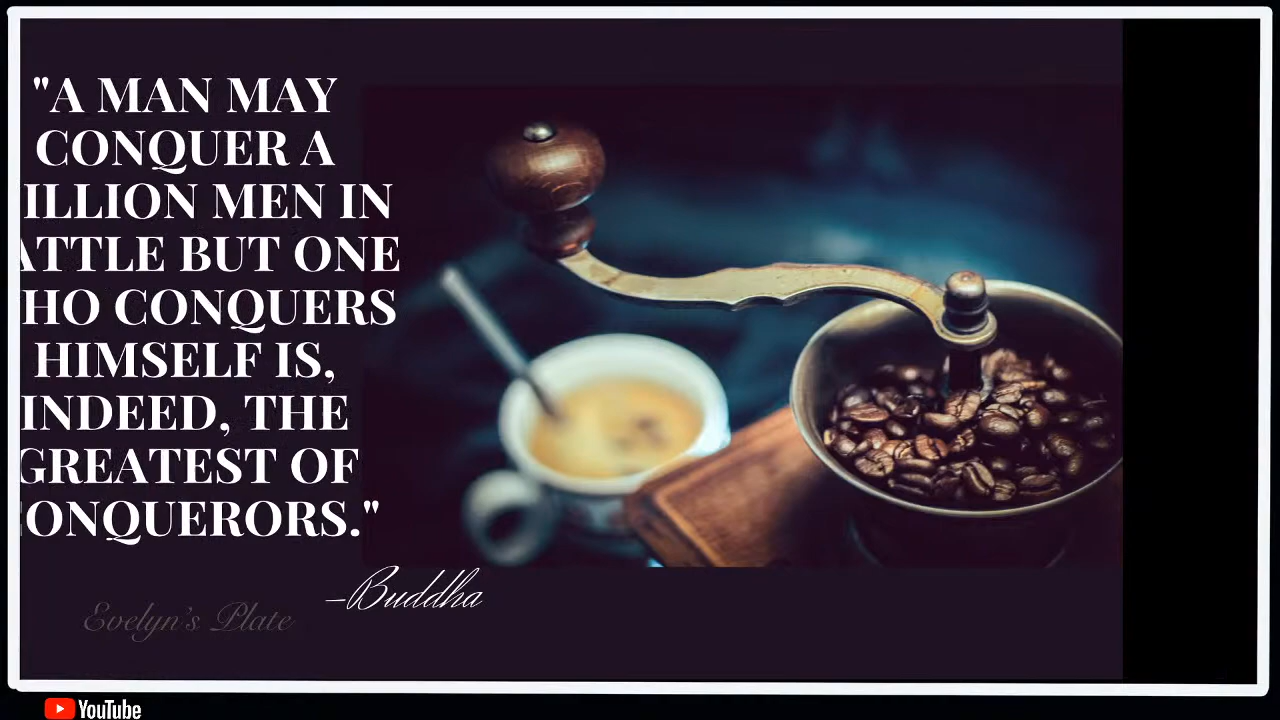 "A MAN MAY
CONQUER A
ILLION MEN IN
ATTLE BUT ONE
HO CONQUERS
HIMSELF IS,
INDEED, THE
GREATEST OF
CONQUERORS."
–Buddha
Evelyn's Plate
YouTube